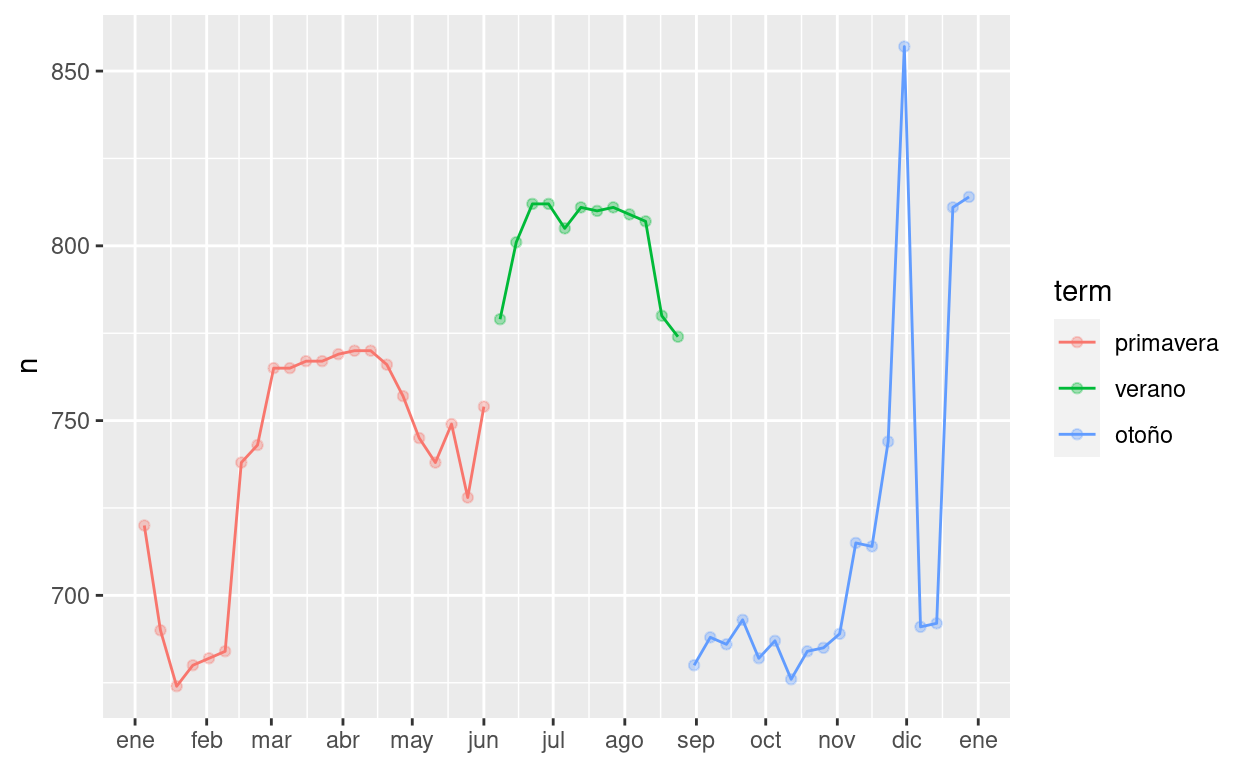 850
800
750
700
n
ene feb mar abr may jun jul ago sep oct nov dic ene
term
primavera
verano
otoño